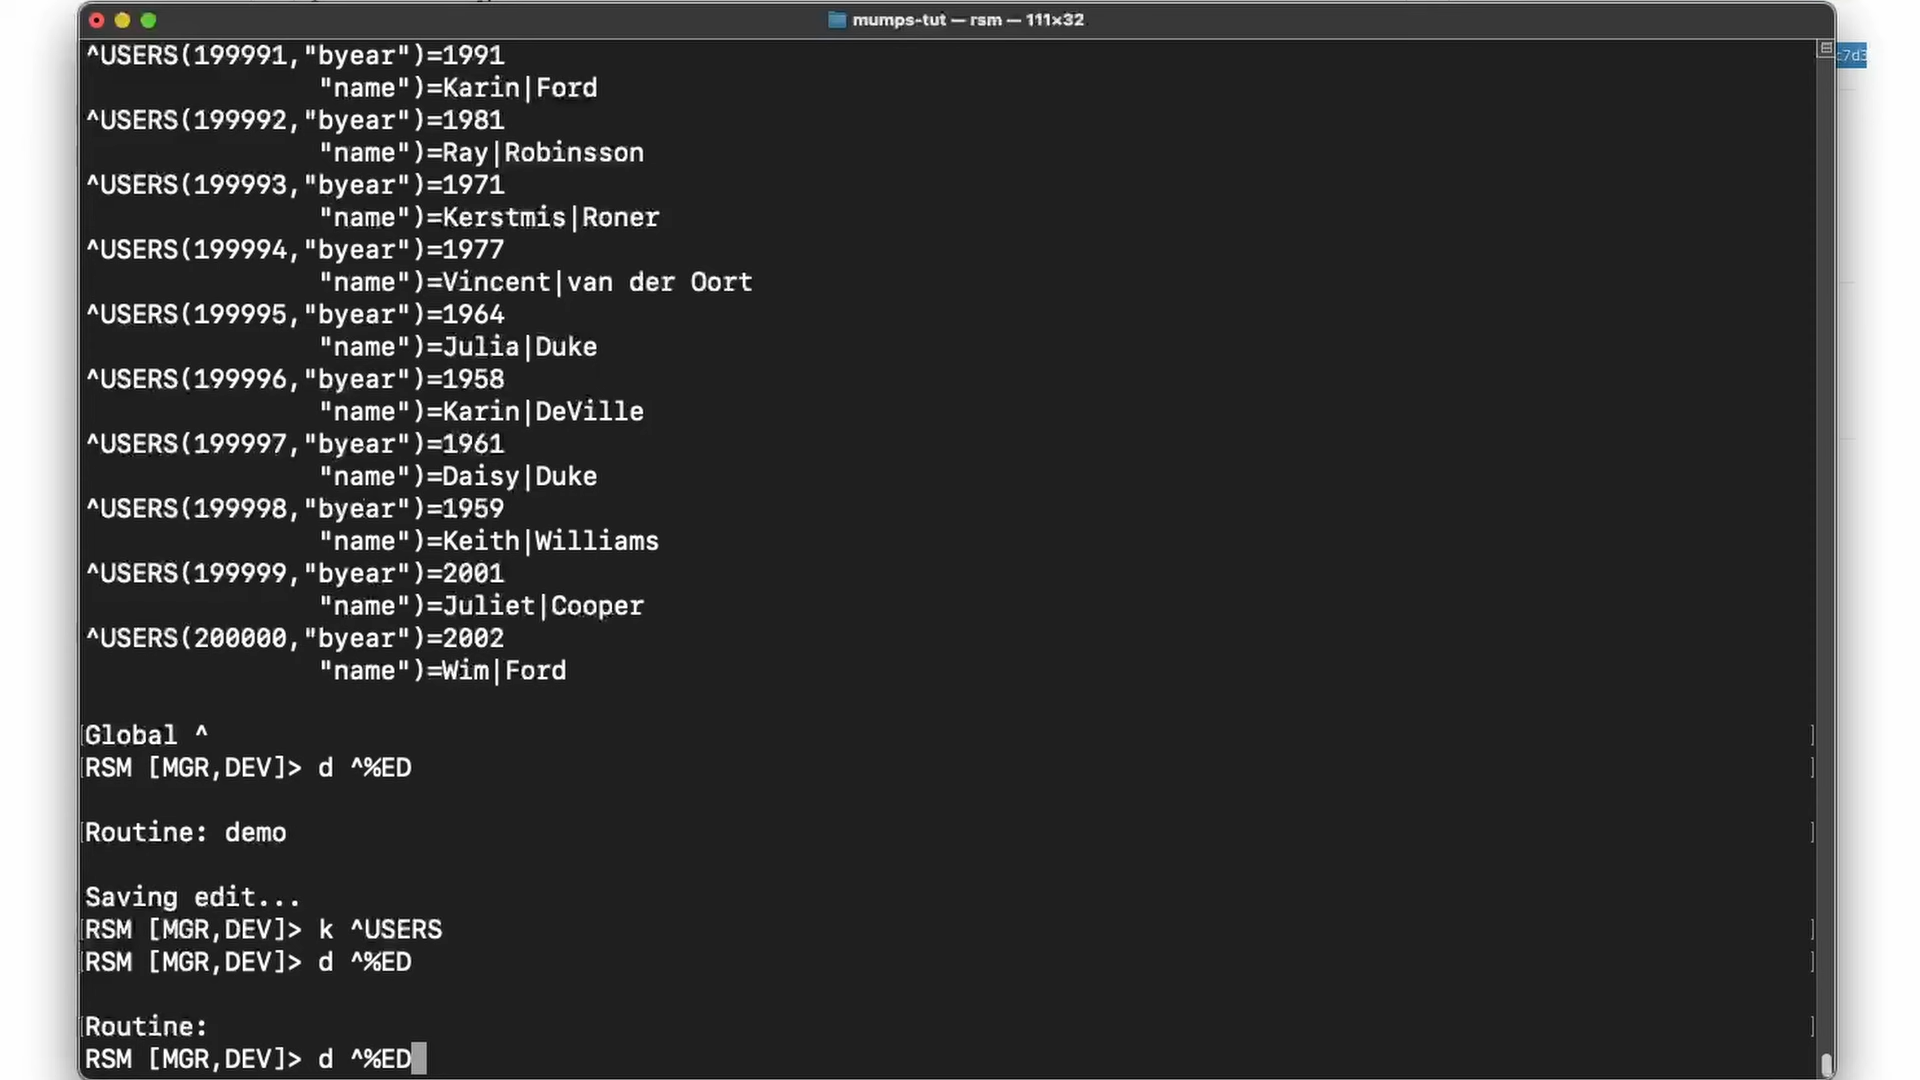 mumps-tut — rsm — 111×32
c7d3
^USERS(199991,"byear")=1991
"name")=Karin|Ford
^USERS(199992,"byear")=1981
"name")=Ray|Robinsson
^USERS(199993,"byear")=1971
"name")=Kerstmis|Roner
^USERS(199994,"byear")=1977
"name")=Vincent|van der Oort
^USERS(199995,"byear")=1964
"name")=Julia|Duke
^USERS(199996,"byear")=1958
"name")=Karin|DeVille
^USERS(199997,"byear")=1961
"name")=Daisy|Duke
^USERS(199998,"byear")=1959
"name")=Keith|Williams
^USERS(199999,"byear")=2001
"name")=Juliet|Cooper
^USERS(200000,"byear")=2002
"name")=Wim|Ford
[Global ^ ]
[RSM [MGR,DEV]> d ^%ED ]
[Routine: demo ]
Saving edit...
[RSM [MGR,DEV]> k ^USERS ]
[RSM [MGR,DEV]> d ^%ED ]
[Routine: ]
RSM [MGR,DEV]> d ^%ED